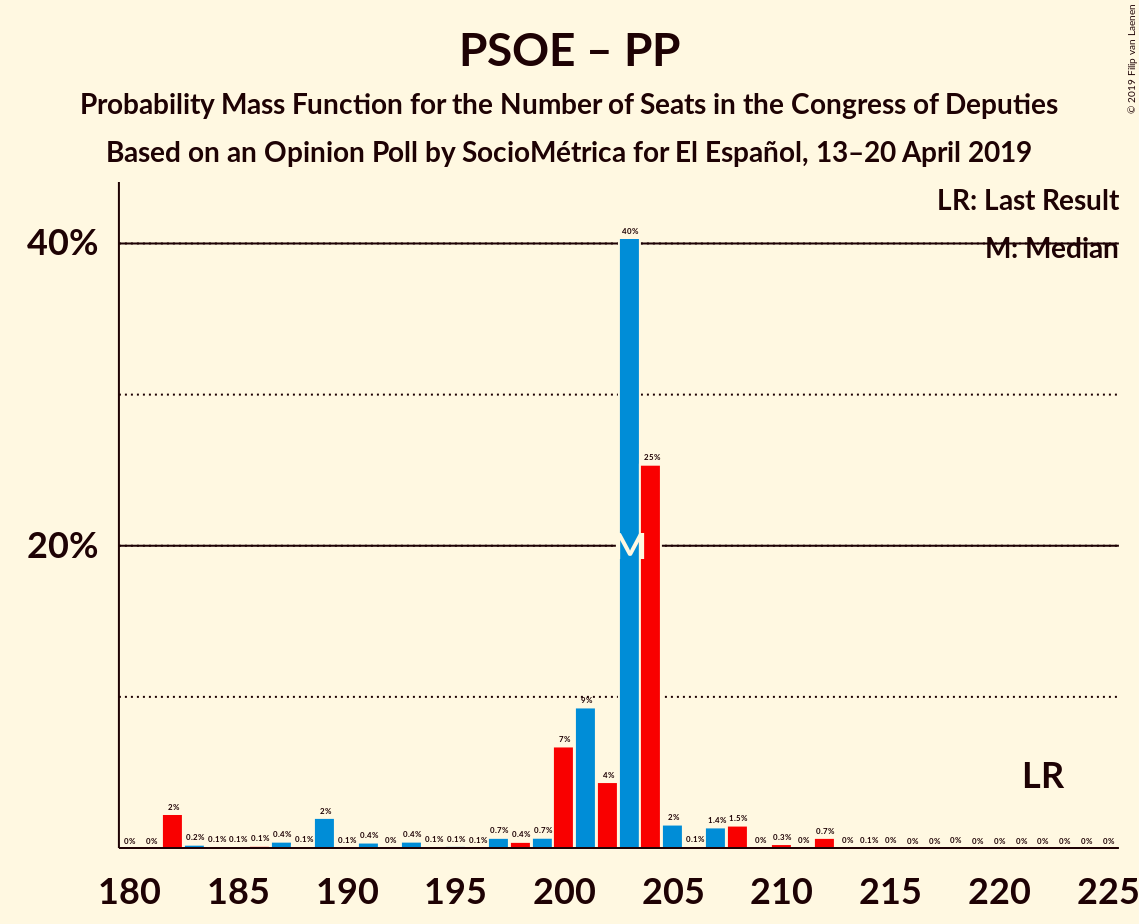 PSOE – PP
Probability Mass Function for the Number of Seats in the Congress of Deputies
Based on an Opinion Poll by SocioMétrica for El Español, 13–20 April 2019
© 2019 Filip van Laenen
LR: Last Result
M: Median
40%
20%
0% 0% 2% 0.2% 0.1% 0.1% 0.1% 0.4% 0.1% 2% 0.1% 0.4% 0% 0.4% 0.1% 0.1% 0.1% 0.7% 0.4% 0.7% 7% 9% 4% 40% 25% 2% 0.1% 1.4% 1.5% 0% 0.3% 0% 0.7% 0% 0.1% 0% 0% 0% 0% 0% 0% 0% 0% 0% 0% 0%
M
LR
180 185 190 195 200 205 210 215 220 225